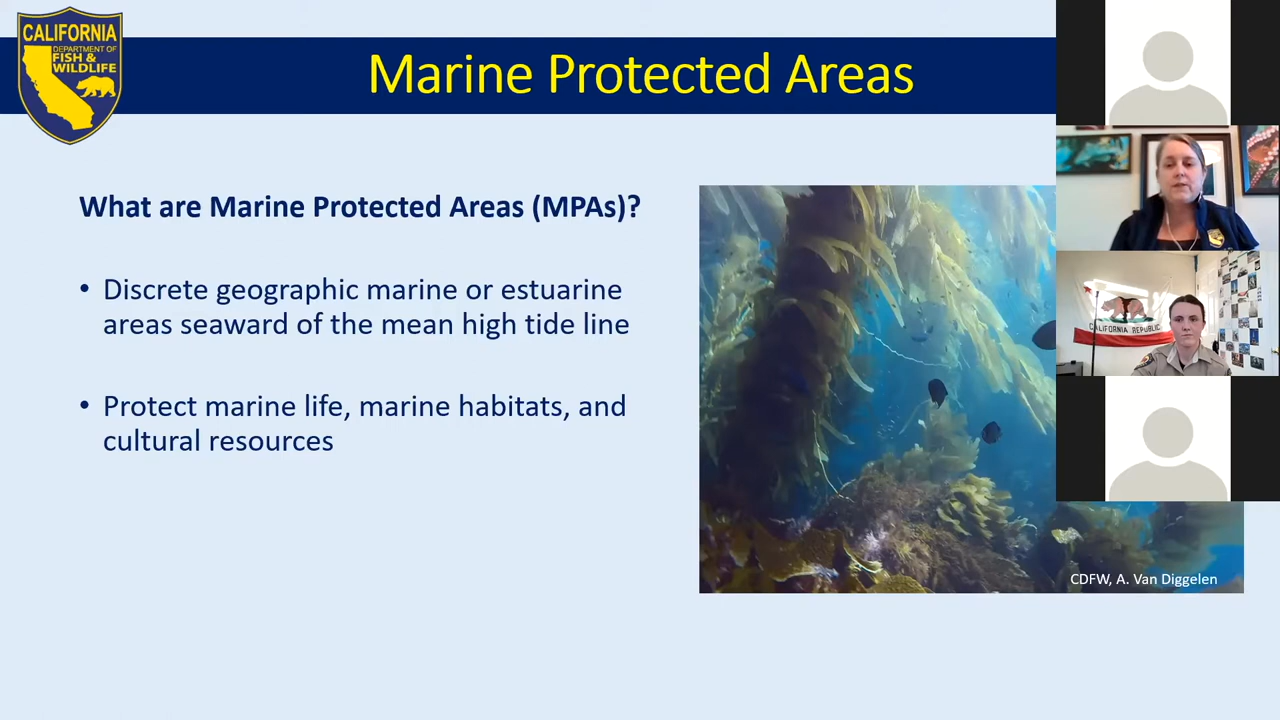 CALIFORNIA
DEPARTMENT OF
FISH &
WILDLIFE
Marine Protected Areas
What are Marine Protected Areas (MPAs)?
• Discrete geographic marine or estuarine
areas seaward of the mean high tide line
• Protect marine life, marine habitats, and
cultural resources
CALIFORNIA REPUBLIC
CDFW, A. Van Diggelen